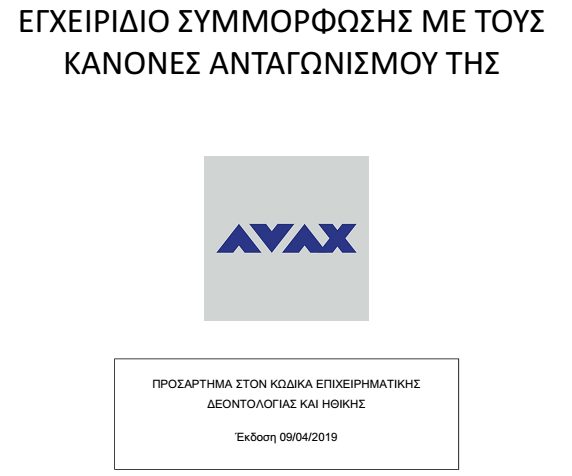 ΕΓΧΕΙΡΙΔΙΟ ΣΥΜΜΟΡΦΩΣΗΣ ΜΕ ΤΟΥΣ
ΚΑΝΟΝΕΣ ΑΝΤΑΓΩΝΙΣΜΟΥ ΤΗΣ
AVAX
ΠΡΟΣΑΡΤΗΜΑ ΣΤΟΝ ΚΩΔΙΚΑ ΕΠΙΧΕΙΡΗΜΑΤΙΚΗΣ
ΔΕΟΝΤΟΛΟΓΙΑΣ ΚΑΙ ΗΘΙΚΗΣ
Έκδοση 09/04/2019